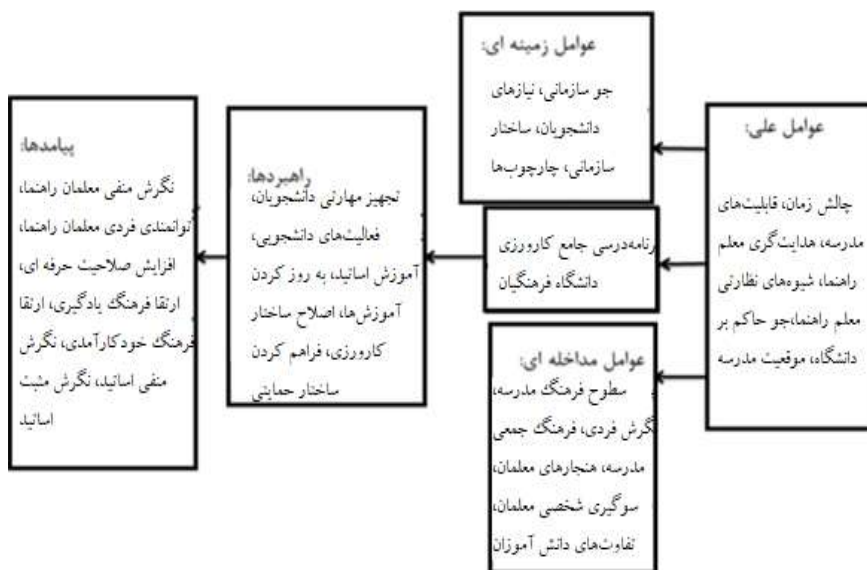 عوامل علی:
چالش زمان، قابلیت‌های
مدرسه، هدایت‌گری معلم
راهنما، شیوه‌های نظارتی
معلم راهنما،جو حاکم بر
دانشگاه، موقعیت مدرسه
عوامل زمینه ای:
جو سازمانی، نیازهای
دانشجویان، ساختار
سازمانی، چارچوب‌ها
برنامه‌درسی جامع کارورزی
دانشگاه فرهنگیان
عوامل مداخله ای:
سطوح فرهنگ مدرسه،
نگرش فردی، فرهنگ جمعی
مدرسه، هنجارهای معلمان،
سوگیری شخصی معلمان،
تفاوت‌های دانش آموزان
راهبردها:
تجهیز مهارتی دانشجویان،
فعالیت‌های دانشجویی،
آموزش اساتید، به روز کردن
آموزش‌ها، اصلاح ساختار
کارورزی، فراهم کردن
ساختار حمایتی
پیامدها:
نگرش منفی معلمان راهنما،
توانمندی فردی معلمان راهنما،
افزایش صلاحیت حرفه ای،
ارتقا فرهنگ یادگیری، ارتقا
فرهنگ خودکارآمدی، نگرش
منفی اساتید، نگرش مثبت
اساتید